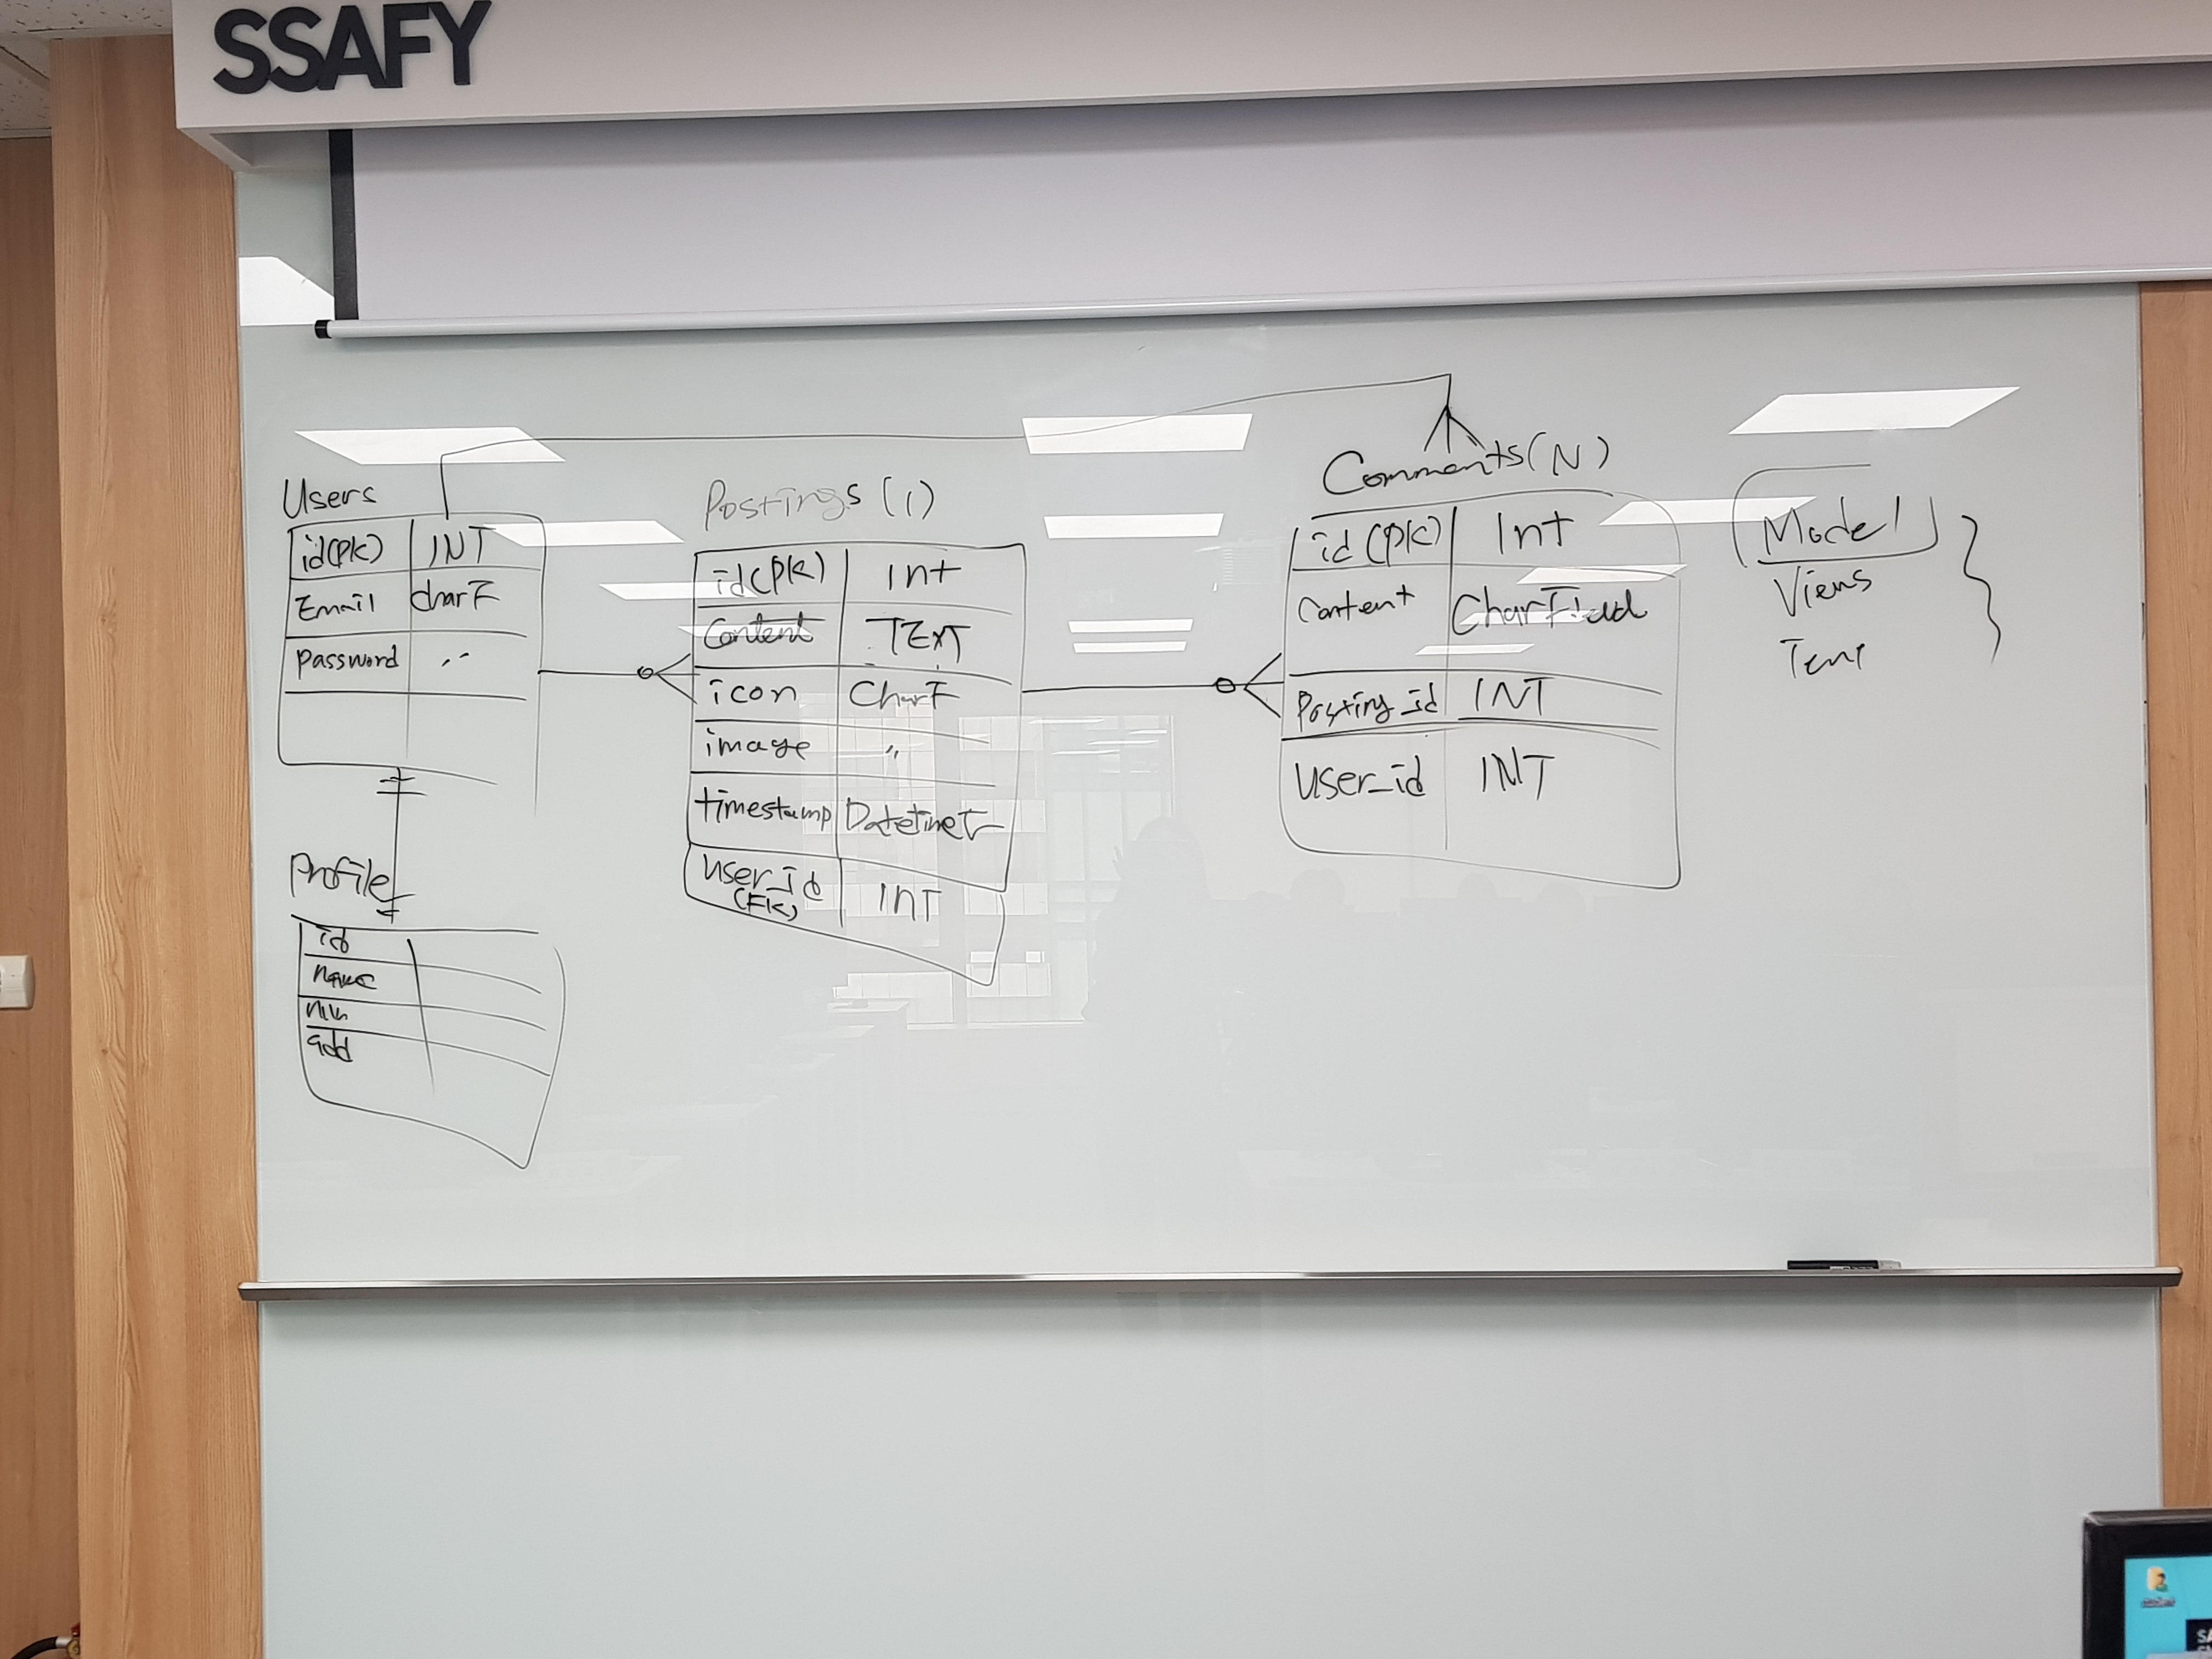 SSAFY
Users
id(PK) INT
Email charF
Password 〃
Profile
id
name
add
Postings (1)
id(PK) Int
Content TEXT
icon CharF
image 〃
timestamp DatetimeF
user_id (FK) INT
Comments(N)
id (PK) Int
Content CharField
Posting_id INT
User_id INT
Model
Views